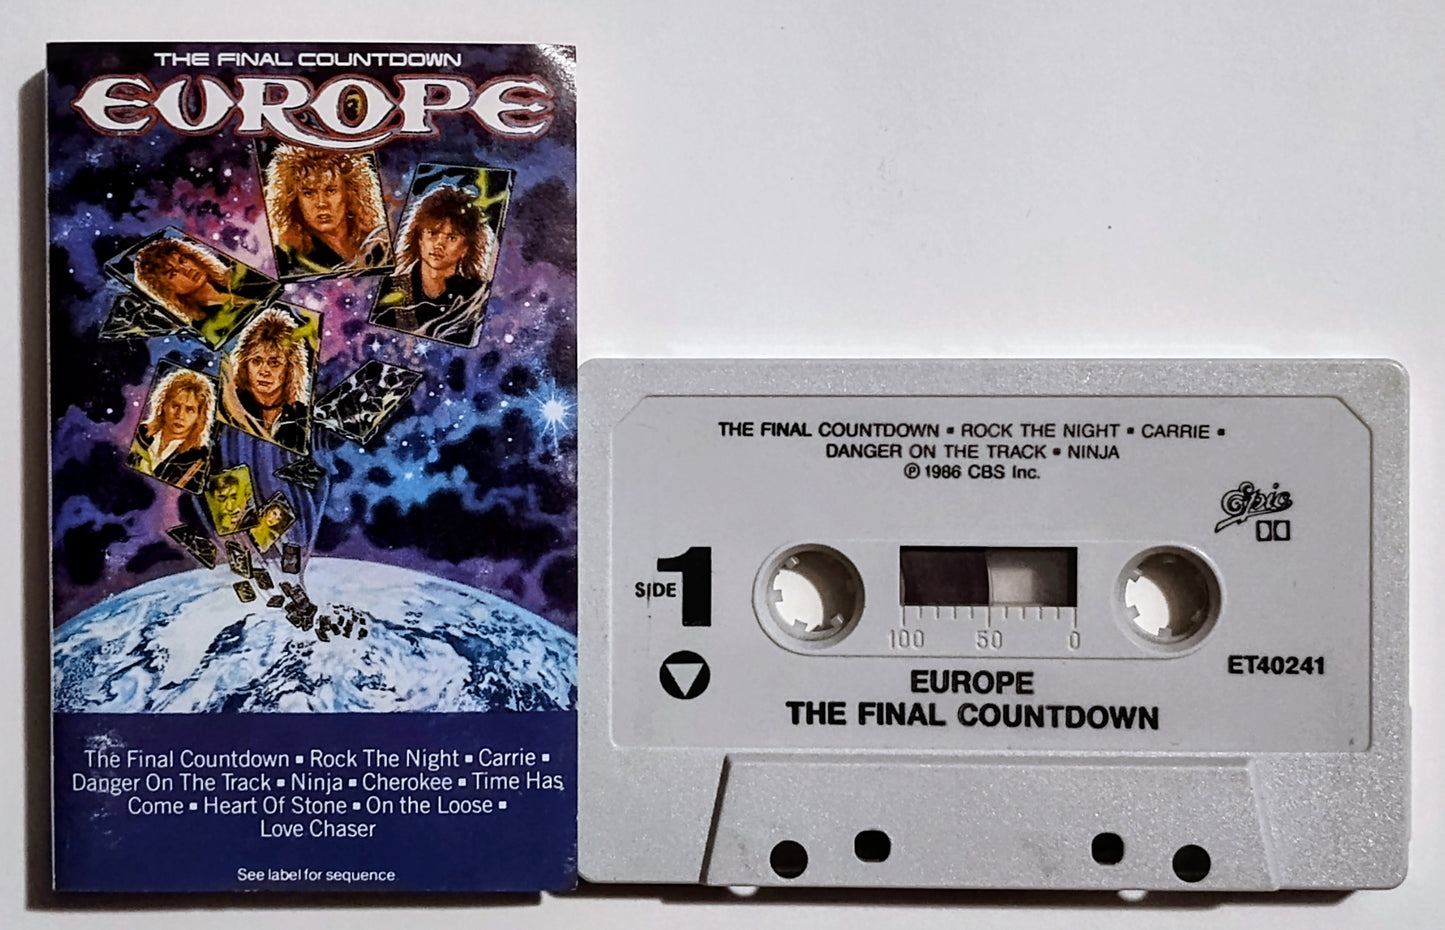 THE FINAL COUNTDOWN
EUROPE
The Final Countdown ▪ Rock The Night ▪ Carrie ▪
Danger On The Track ▪ Ninja ▪ Cherokee ▪ Time Has
Come ▪ Heart Of Stone ▪ On the Loose ▪
Love Chaser
See label for sequence
THE FINAL COUNTDOWN ▪ ROCK THE NIGHT ▪ CARRIE ▪
DANGER ON THE TRACK ▪ NINJA
℗ 1986 CBS Inc.
Epic
SIDE 1
100 50 0
ET40241
EUROPE
THE FINAL COUNTDOWN